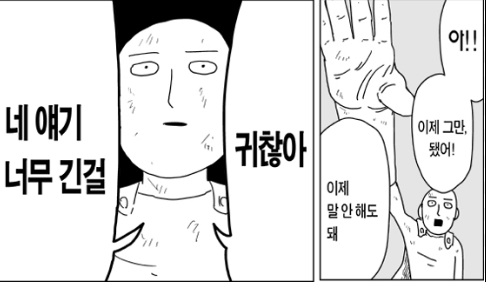 네 얘기
너무 긴걸
귀찮아
아!!
이제 그만,
됐어!
이제
말 안 해도
돼